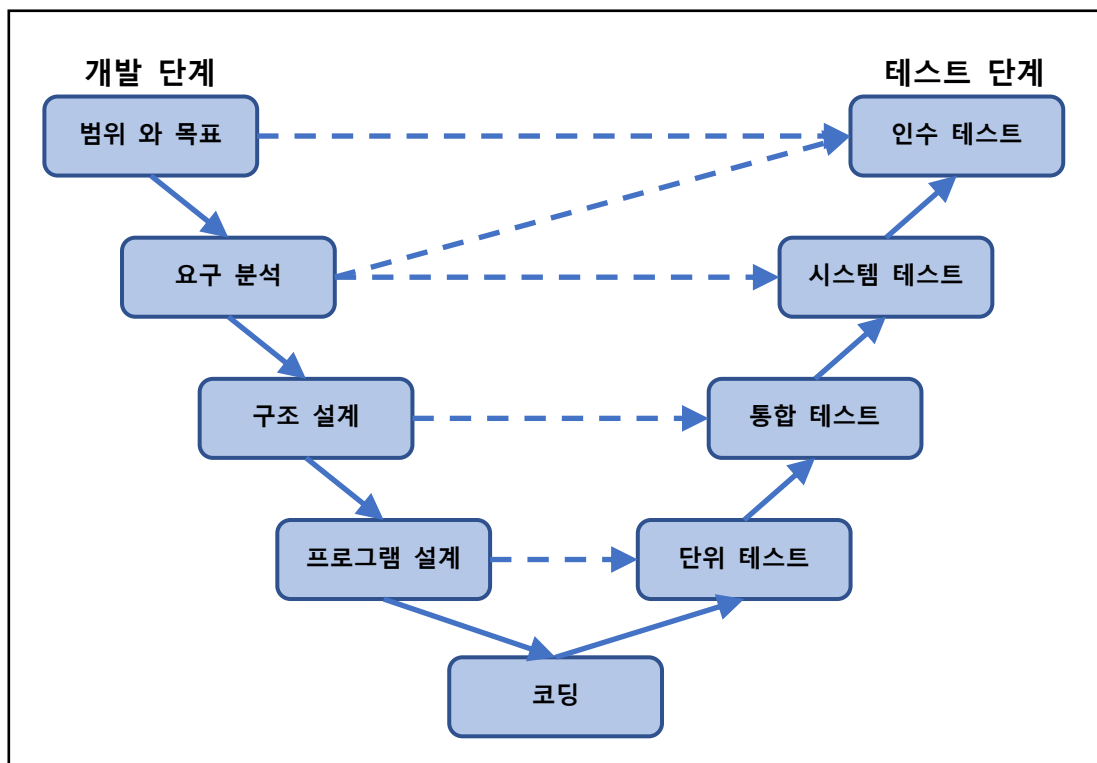 개발 단계
테스트 단계
범위 와 목표
인수 테스트
요구 분석
시스템 테스트
구조 설계
통합 테스트
프로그램 설계
단위 테스트
코딩